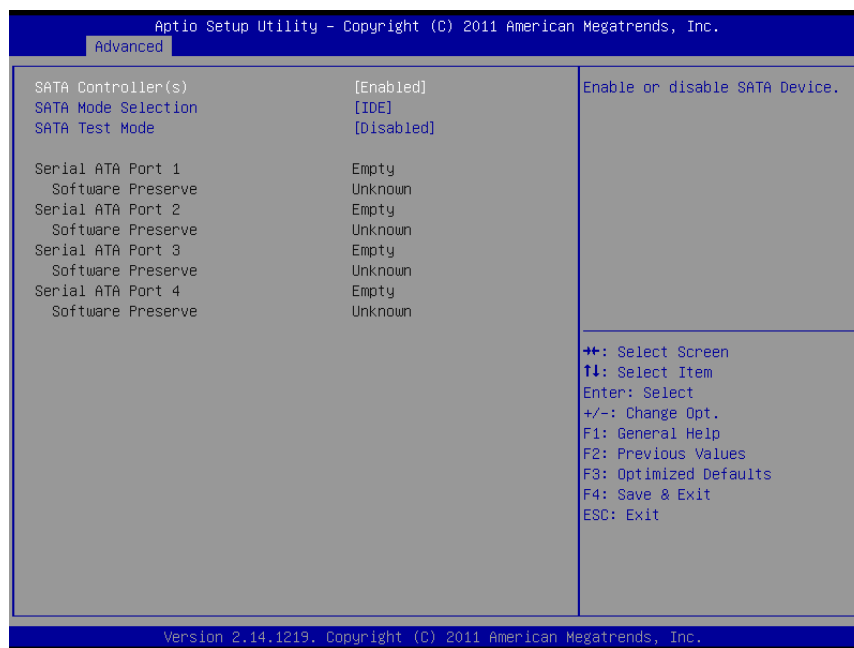 Aptio Setup Utility – Copyright (C) 2011 American Megatrends, Inc.
Advanced
SATA Controller(s) [Enabled]
SATA Mode Selection [IDE]
SATA Test Mode [Disabled]
Serial ATA Port 1 Empty
Software Preserve Unknown
Serial ATA Port 2 Empty
Software Preserve Unknown
Serial ATA Port 3 Empty
Software Preserve Unknown
Serial ATA Port 4 Empty
Software Preserve Unknown
Enable or disable SATA Device.
→←: Select Screen
↑↓: Select Item
Enter: Select
+/-: Change Opt.
F1: General Help
F2: Previous Values
F3: Optimized Defaults
F4: Save & Exit
ESC: Exit
Version 2.14.1219. Copyright (C) 2011 American Megatrends, Inc.